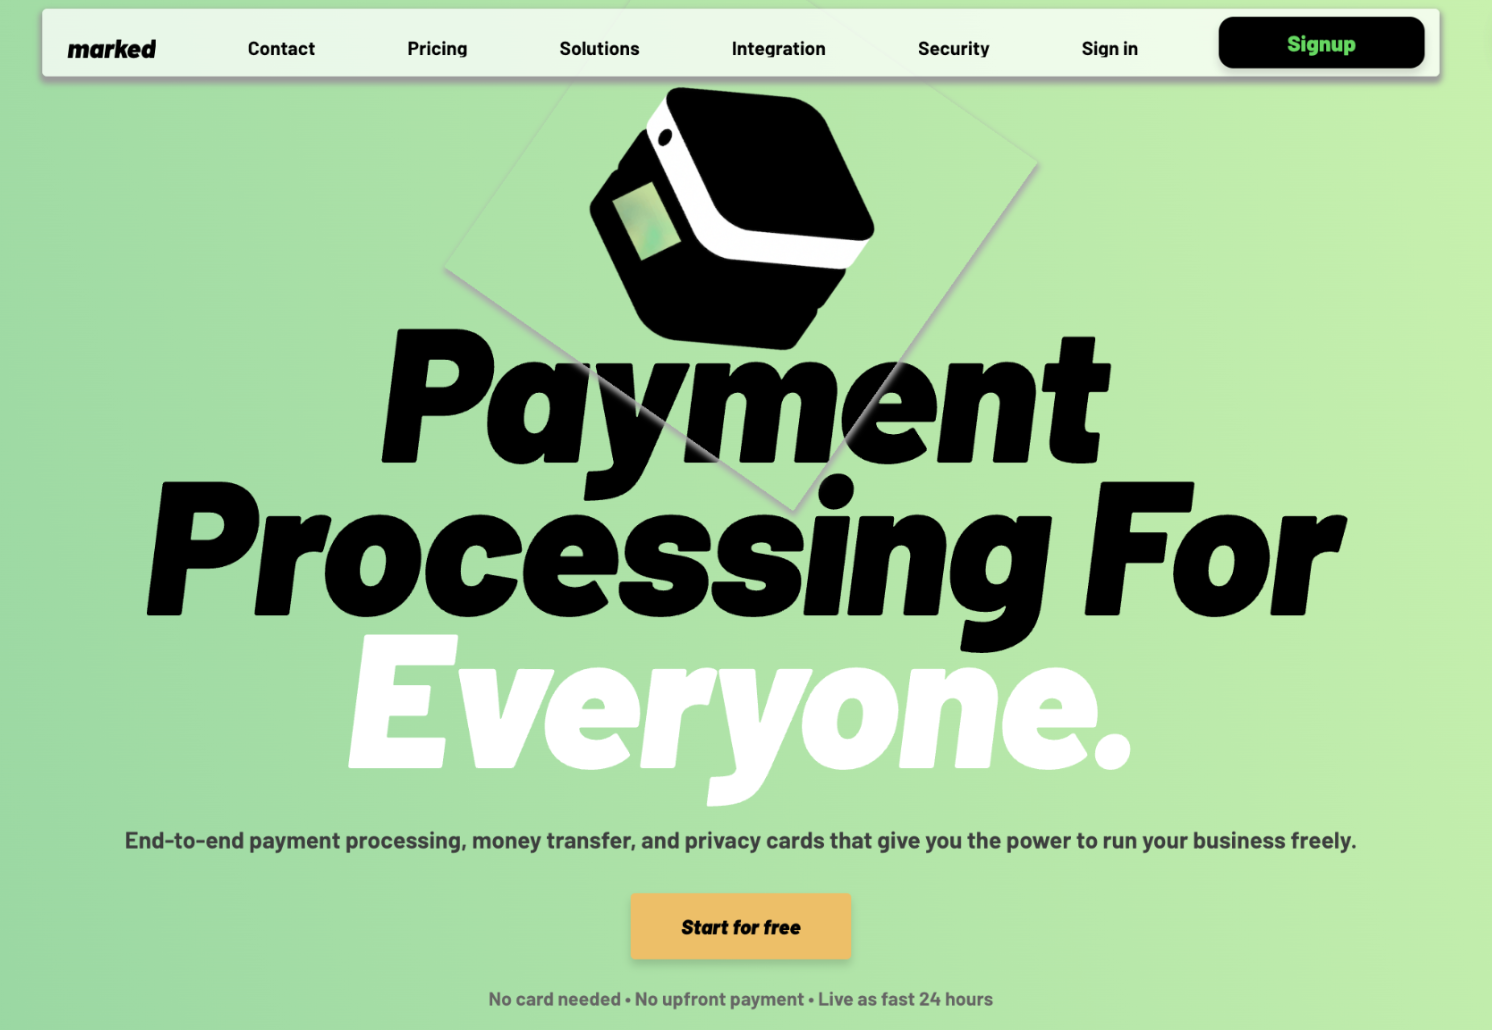 marked Contact Pricing Solutions Integration Security Sign in Signup
Payment
Processing For
Everyone.
End-to-end payment processing, money transfer, and privacy cards that give you the power to run your business freely.
Start for free
No card needed • No upfront payment • Live as fast 24 hours